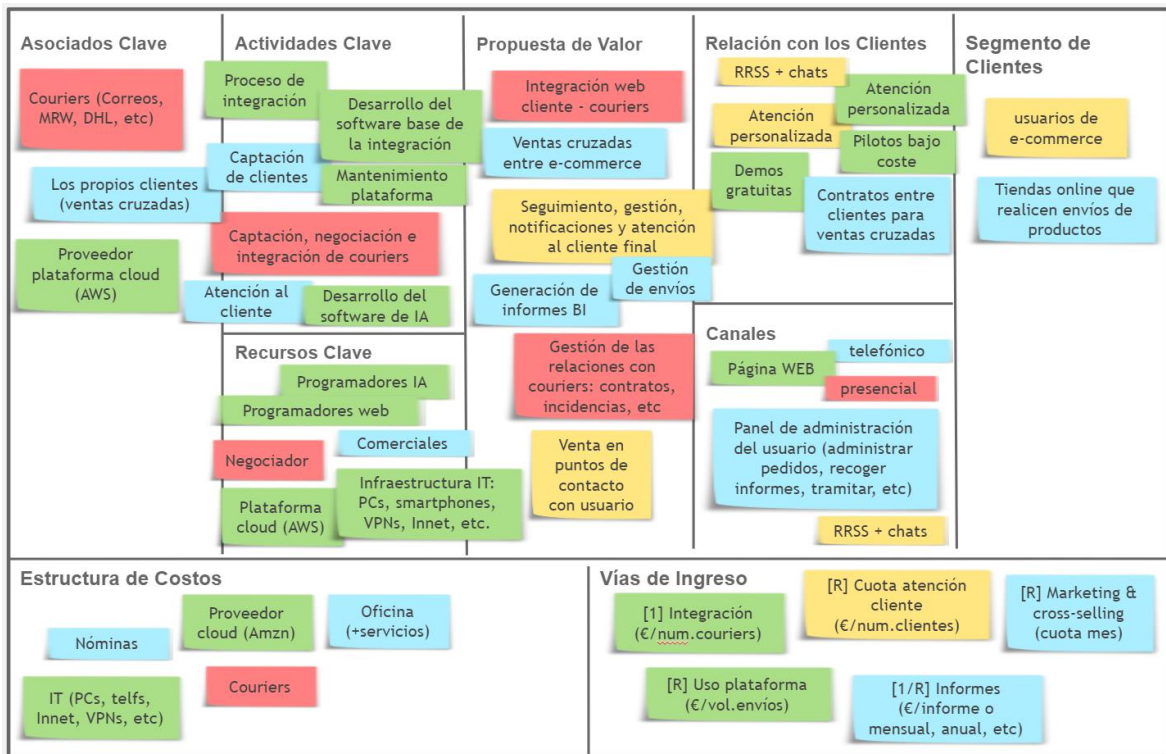 Asociados Clave
Couriers (Correos,
MRW, DHL, etc)
Los propios clientes
(ventas cruzadas)
Proveedor
plataforma cloud
(AWS)
Actividades Clave
Proceso de
integración
Desarrollo del
software base de
la integración
Captación
de clientes
Mantenimiento
plataforma
Captación, negociación e
integración de couriers
Atención al
cliente
Desarrollo del
software de IA
Recursos Clave
Programadores IA
Programadores web
Comerciales
Negociador
Infraestructura IT:
PCs, smartphones,
VPNs, Innet, etc.
Plataforma
cloud (AWS)
Propuesta de Valor
Integración web
cliente - couriers
Ventas cruzadas
entre e-commerce
Seguimiento, gestión,
notificaciones y atención
al cliente final
Gestión
de envíos
Generación de
informes BI
Gestión de las
relaciones con
couriers: contratos,
incidencias, etc
Venta en
puntos de
contacto
con usuario
Relación con los Clientes
RRSS + chats
Atención
personalizada
Atención
personalizada
Pilotos bajo
coste
Demos
gratuitas
Contratos entre
clientes para
ventas cruzadas
Canales
telefónico
Página WEB
presencial
Panel de administración
del usuario (administrar
pedidos, recoger
informes, tramitar, etc)
RRSS + chats
Segmento de
Clientes
usuarios de
e-commerce
Tiendas online que
realicen envíos de
productos
Estructura de Costos
Nóminas
Proveedor
cloud (Amzn)
Oficina
(+servicios)
IT (PCs, telfs,
Innet, VPNs, etc)
Couriers
Vías de Ingreso
[1] Integración
(€/num.couriers)
[R] Cuota atención
cliente
(€/num.clientes)
[R] Marketing &
cross-selling
(cuota mes)
[R] Uso plataforma
(€/vol.envíos)
[1/R] Informes
(€/informe o
mensual, anual, etc)